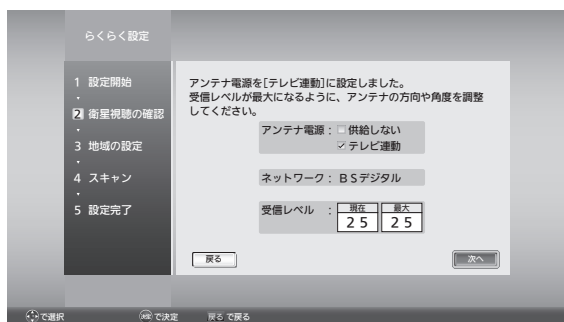 らくらく設定
1 設定開始
・
2 衛星視聴の確認
・
3 地域の設定
・
4 スキャン
・
5 設定完了
アンテナ電源を[テレビ連動]に設定しました。
受信レベルが最大になるように、アンテナの方向や角度を調整
してください。
アンテナ電源： 供給しない
テレビ連動
ネットワーク： ＢＳデジタル
受信レベル ： 現在 最大
２５ ２５
戻る 次へ
で選択 決定 で決定 戻る で戻る